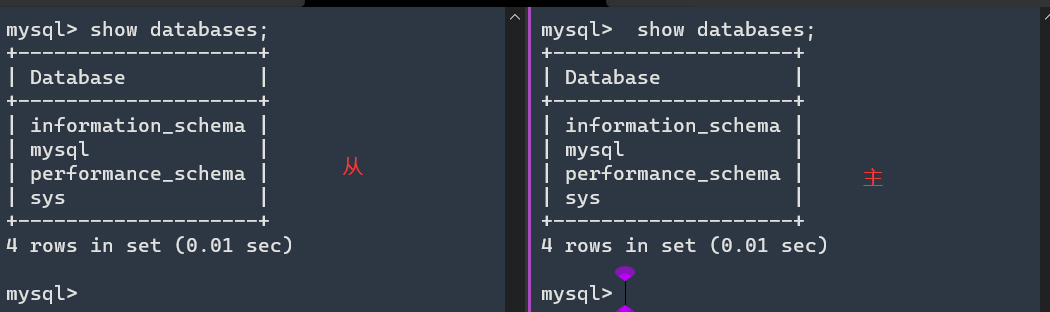 mysql> show databases;
+--------------------+
| Database           |
+--------------------+
| information_schema |
| mysql              |
| performance_schema |
| sys                |
+--------------------+
4 rows in set (0.01 sec)
mysql>
从
mysql>  show databases;
+--------------------+
| Database           |
+--------------------+
| information_schema |
| mysql              |
| performance_schema |
| sys                |
+--------------------+
4 rows in set (0.01 sec)
mysql>
主